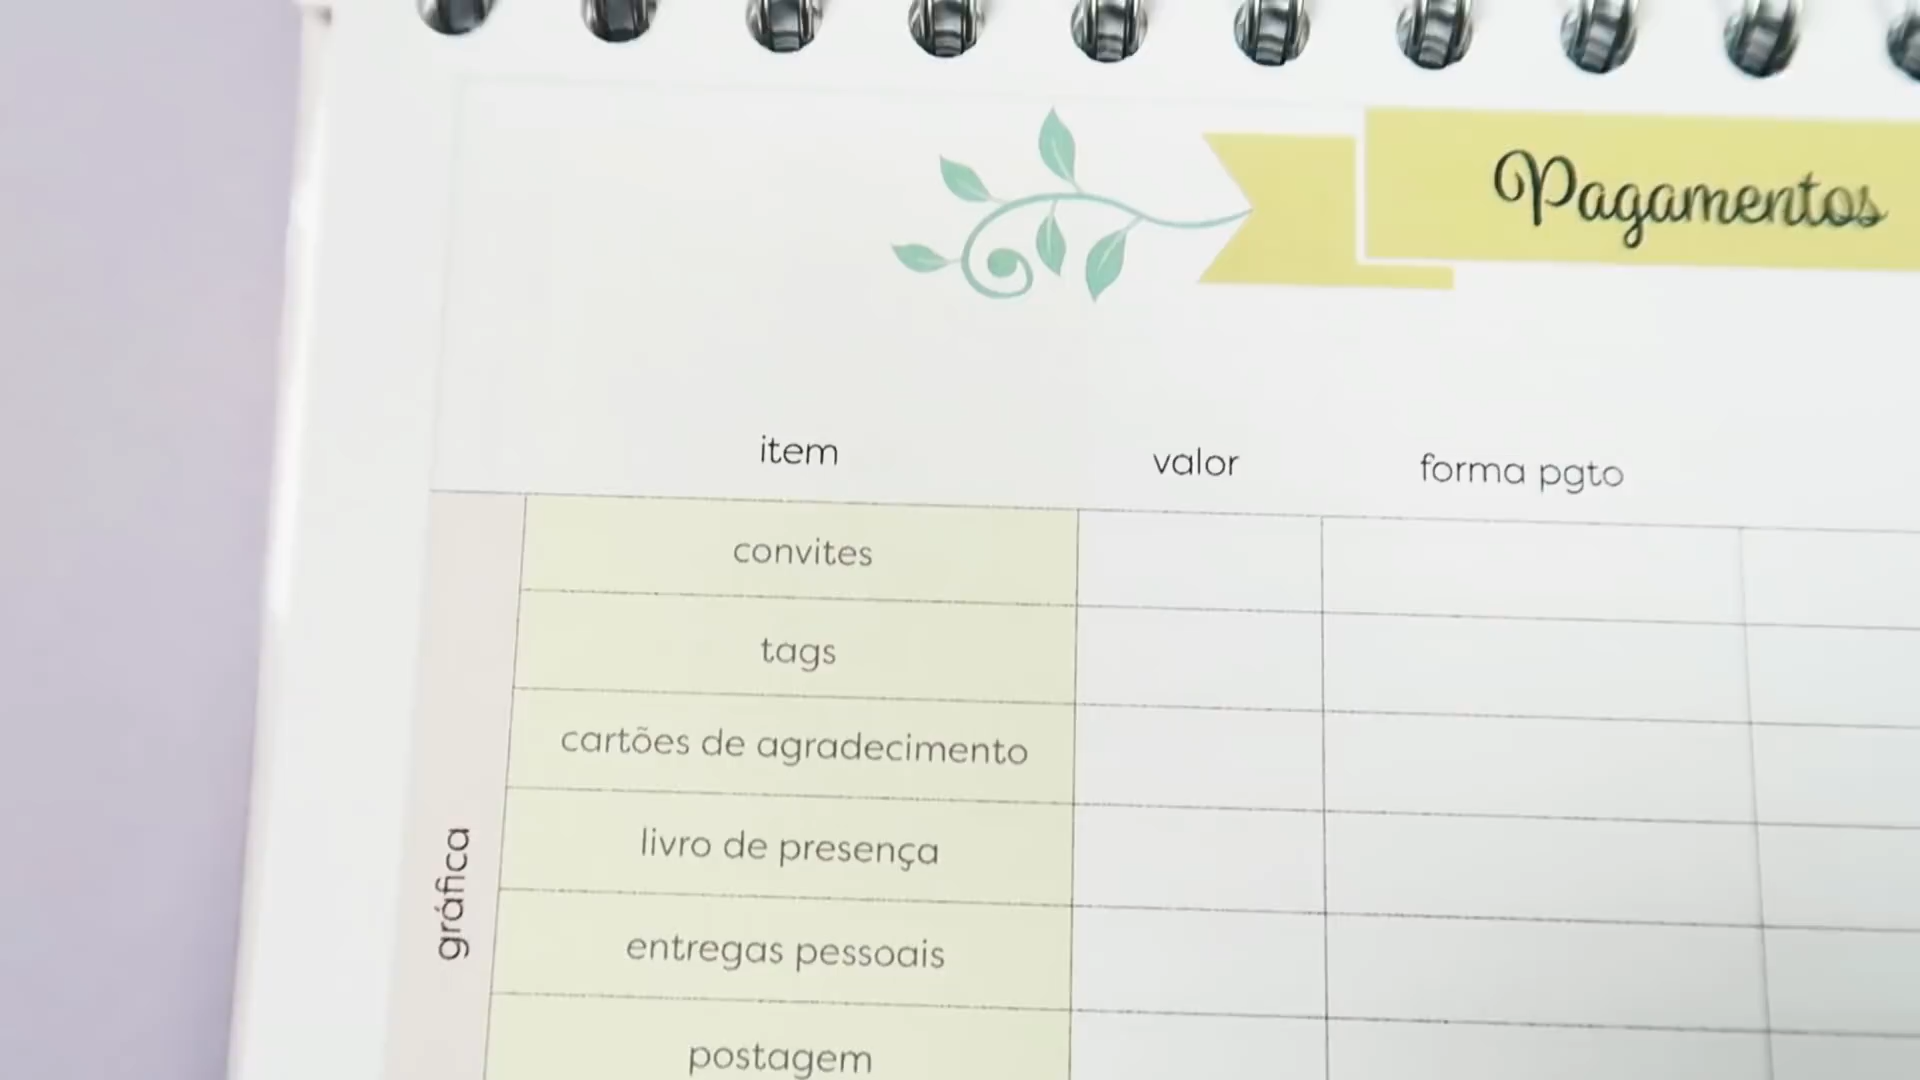 Pagamentos
item valor forma pgto
gráfica
convites
tags
cartões de agradecimento
livro de presença
entregas pessoais
postagem